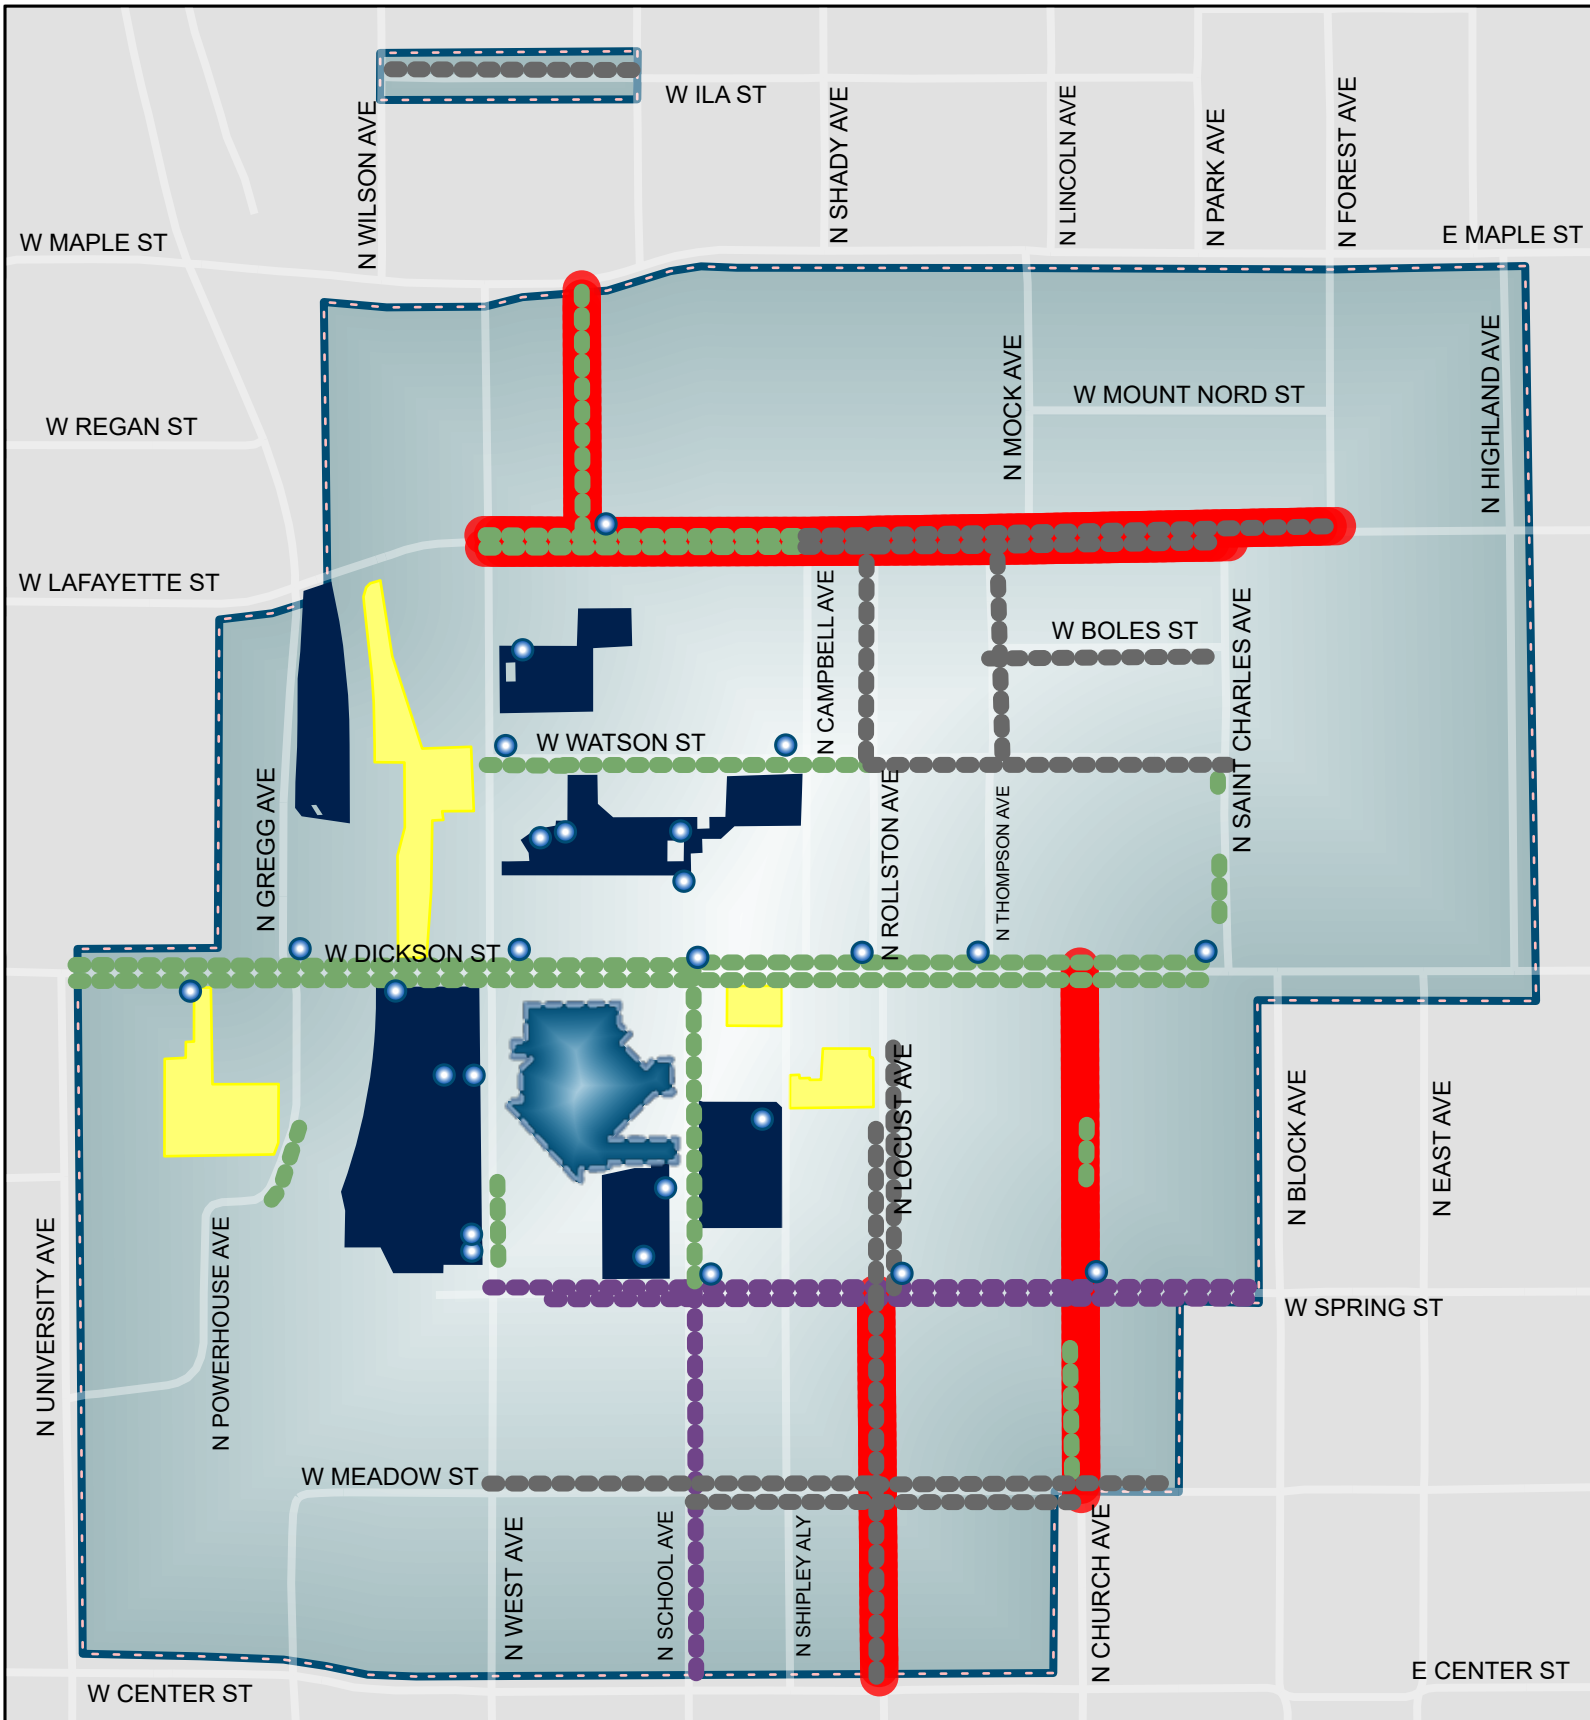 W ILA ST
N WILSON AVE
N SHADY AVE
N LINCOLN AVE
N PARK AVE
N FOREST AVE
W MAPLE ST
E MAPLE ST
N HIGHLAND AVE
N MOCK AVE
W MOUNT NORD ST
W REGAN ST
W LAFAYETTE ST
N CAMPBELL AVE
W BOLES ST
N SAINT CHARLES AVE
W WATSON ST
N GREGG AVE
N ROLLSTON AVE
N THOMPSON AVE
W DICKSON ST
N LOCUST AVE
N BLOCK AVE
N EAST AVE
N UNIVERSITY AVE
N POWERHOUSE AVE
W SPRING ST
W MEADOW ST
N WEST AVE
N SCHOOL AVE
N SHIPLEY ALY
N CHURCH AVE
W CENTER ST
E CENTER ST